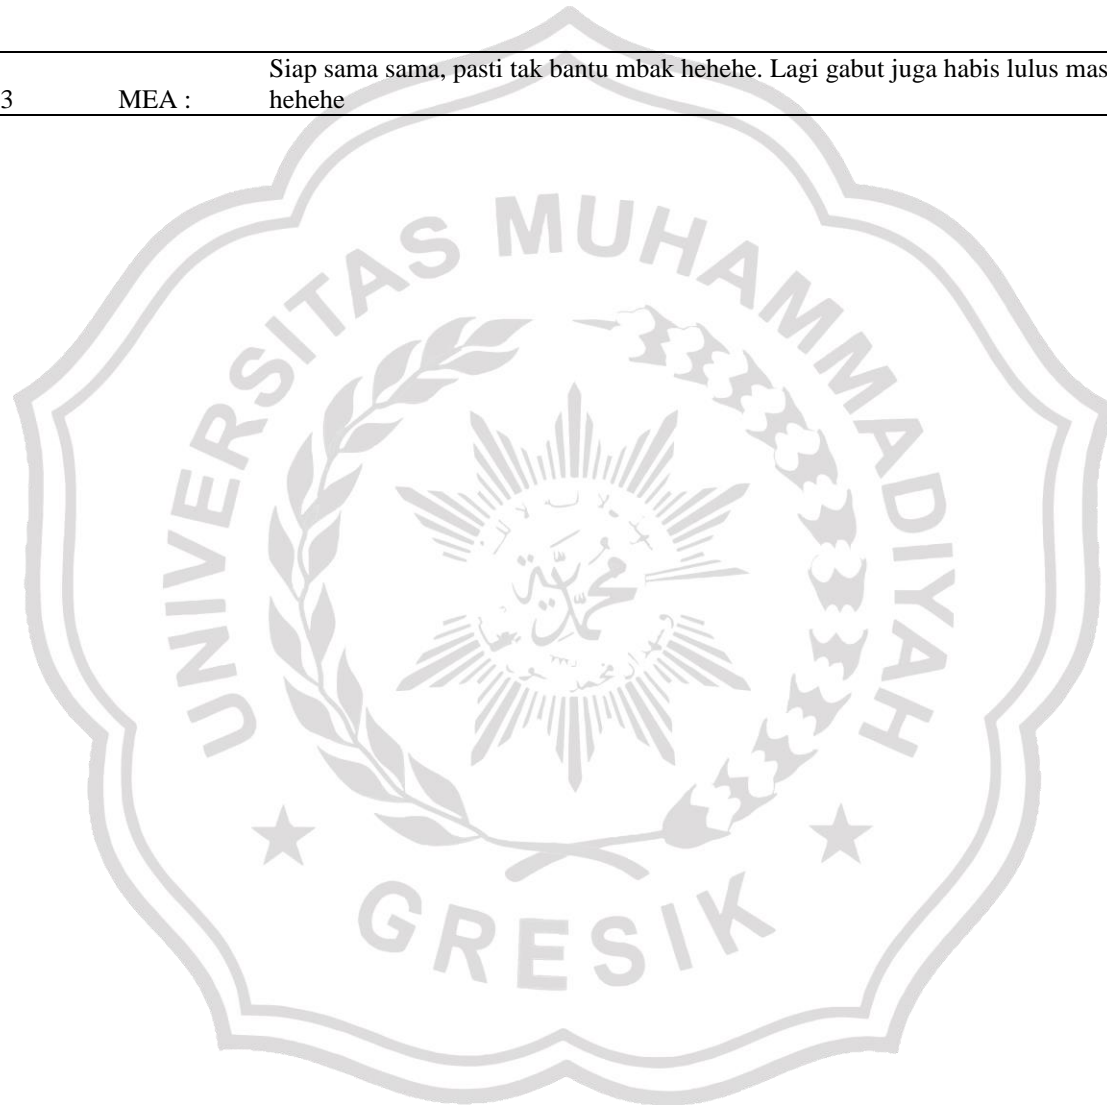 Siap sama sama, pasti tak bantu mbak hehehe. Lagi gabut juga habis lulus mas
3 MEA : hehehe
UNIVERSITAS MUHAMMADIYAH
GRESIK